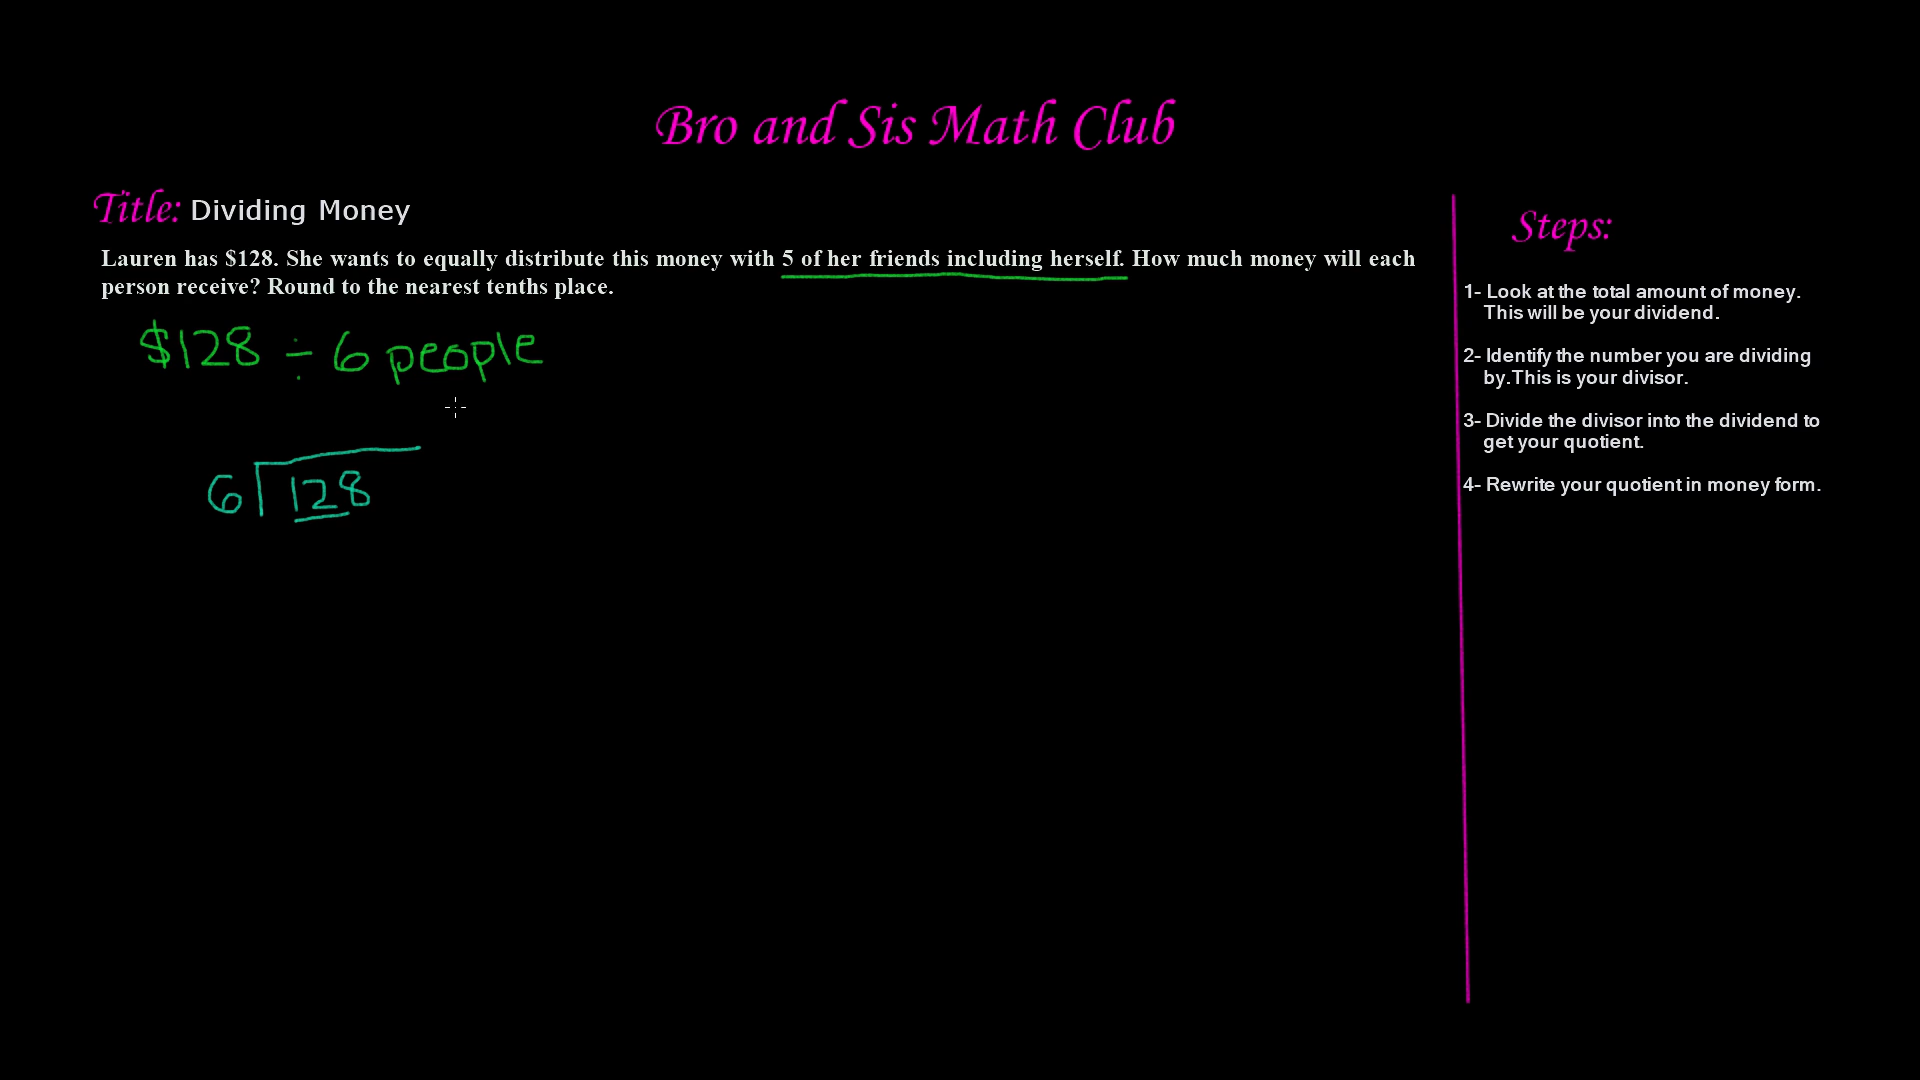 Bro and Sis Math Club
Title: Dividing Money
Lauren has $128. She wants to equally distribute this money with 5 of her friends including herself. How much money will each
person receive? Round to the nearest tenths place.
$128 ÷ 6 people
6 128
Steps:
1- Look at the total amount of money.
This will be your dividend.
2- Identify the number you are dividing
by.This is your divisor.
3- Divide the divisor into the dividend to
get your quotient.
4- Rewrite your quotient in money form.